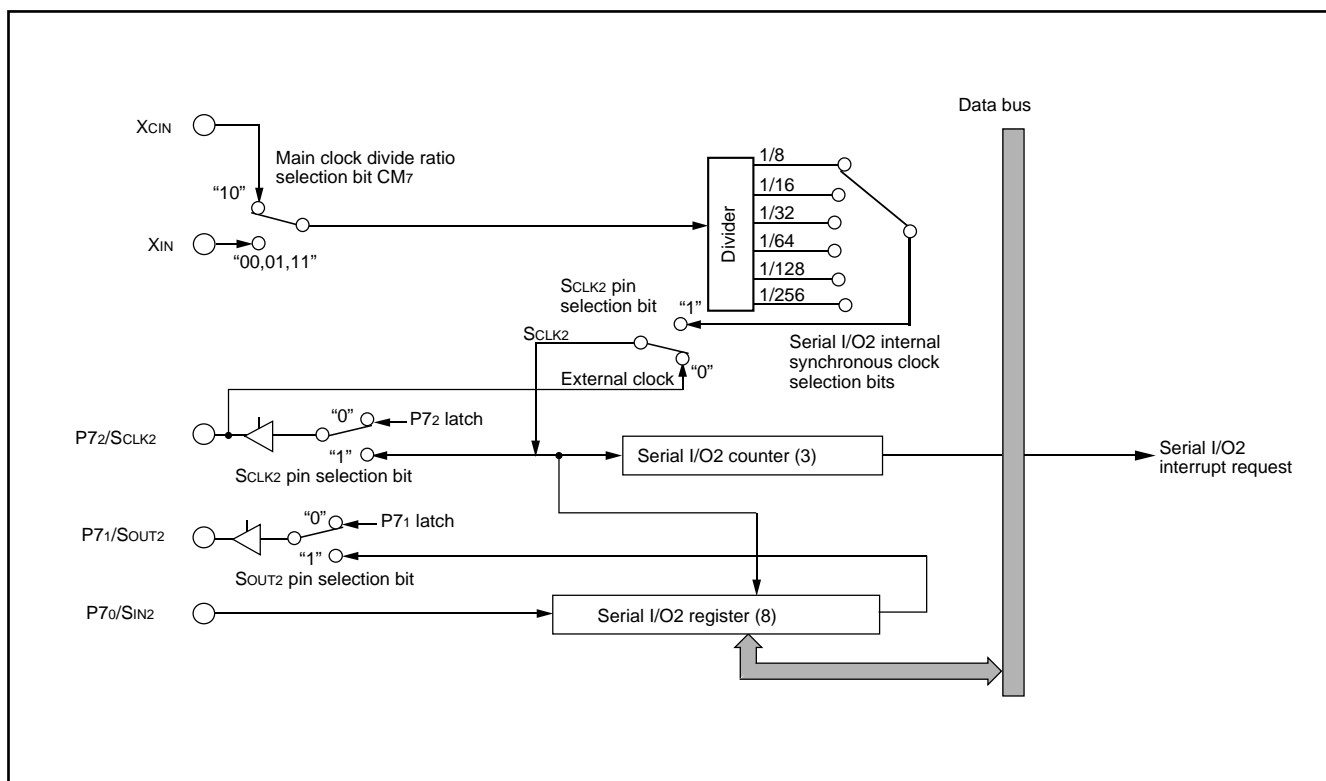 Data bus
XCIN
Main clock divide ratio
selection bit CM7
“10”
XIN
“00,01,11”
Divider
1/8
1/16
1/32
1/64
1/128
1/256
SCLK2 pin
selection bit
“1”
SCLK2
“0”
External clock
Serial I/O2 internal
synchronous clock
selection bits
P72/SCLK2
“0”
P72 latch
“1”
SCLK2 pin selection bit
Serial I/O2 counter (3)
Serial I/O2
interrupt request
P71/SOUT2
“0”
P71 latch
“1”
SOUT2 pin selection bit
P70/SIN2
Serial I/O2 register (8)